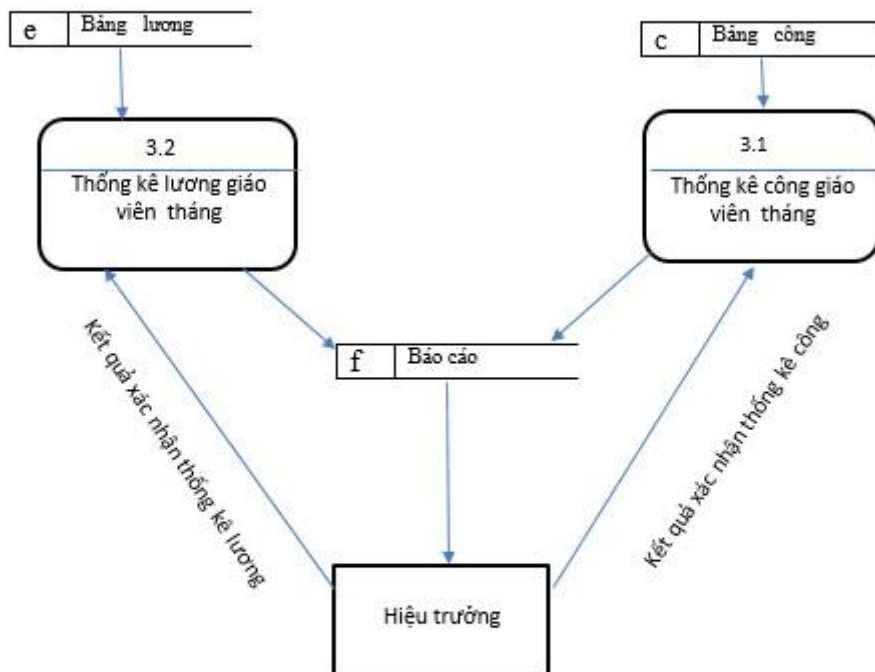 e Bảng lương
c Bảng công
3.2
Thống kê lương giáo
viên tháng
3.1
Thống kê công giáo
viên tháng
f Báo cáo
Kết quả xác nhận thống kê lương
Kết quả xác nhận thống kê công
Hiệu trưởng